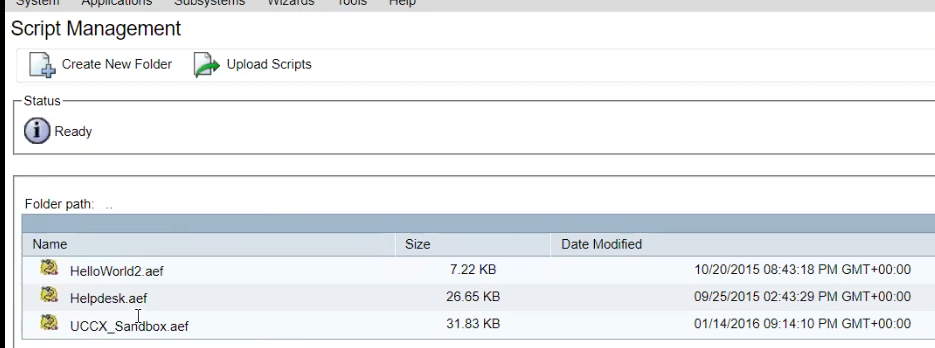 System Applications Subsystems Wizards Tools Help
Script Management
Create New Folder Upload Scripts
Status
Ready
Folder path: ..
Name Size Date Modified
HelloWorld2.aef 7.22 KB 10/20/2015 08:43:18 PM GMT+00:00
Helpdesk.aef 26.65 KB 09/25/2015 02:43:29 PM GMT+00:00
UCCX_Sandbox.aef 31.83 KB 01/14/2016 09:14:10 PM GMT+00:00